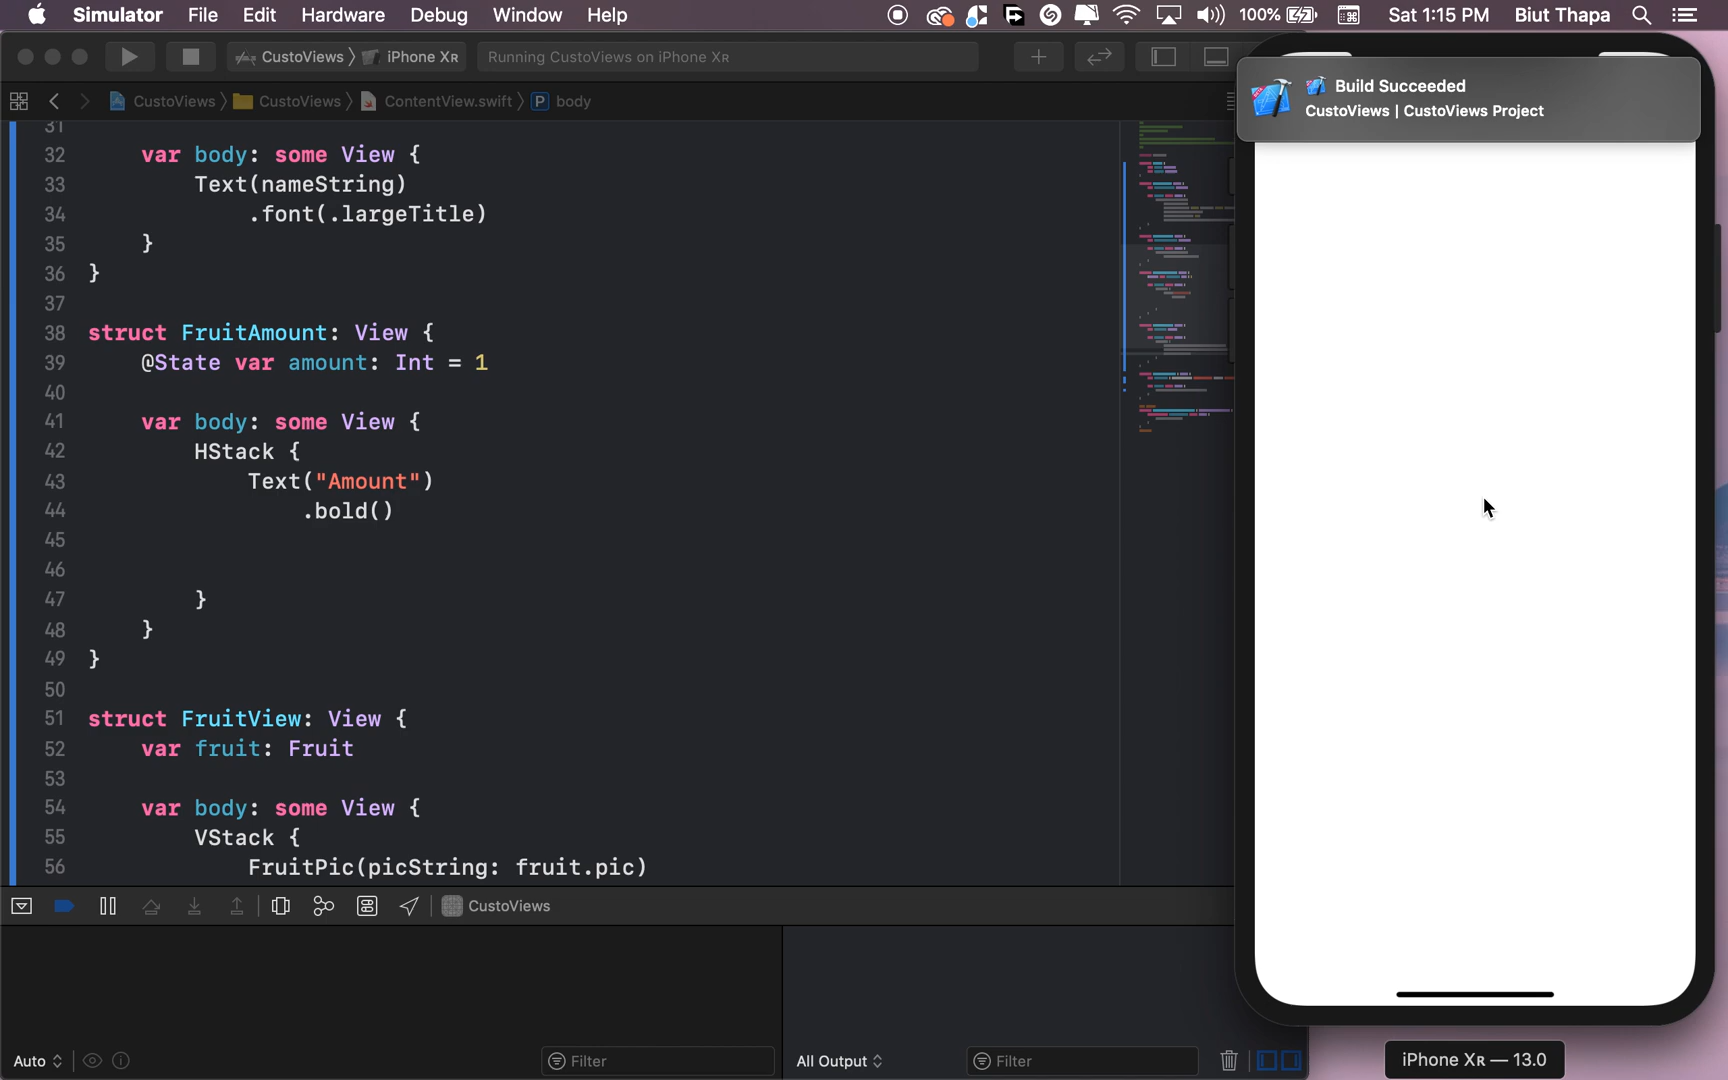 Simulator File Edit Hardware Debug Window Help 100% Sat 1:15 PM Biut Thapa
CustoViews iPhone XR Running CustoViews on iPhone XR
CustoViews CustoViews ContentView.swift P body
Build Succeeded
CustoViews | CustoViews Project
31
32 var body: some View {
33 Text(nameString)
34 .font(.largeTitle)
35 }
36 }
37
38 struct FruitAmount: View {
39 @State var amount: Int = 1
40
41 var body: some View {
42 HStack {
43 Text("Amount")
44 .bold()
45
46
47 }
48 }
49 }
50
51 struct FruitView: View {
52 var fruit: Fruit
53
54 var body: some View {
55 VStack {
56 FruitPic(picString: fruit.pic)
CustoViews
Auto Filter All Output Filter
iPhone XR — 13.0